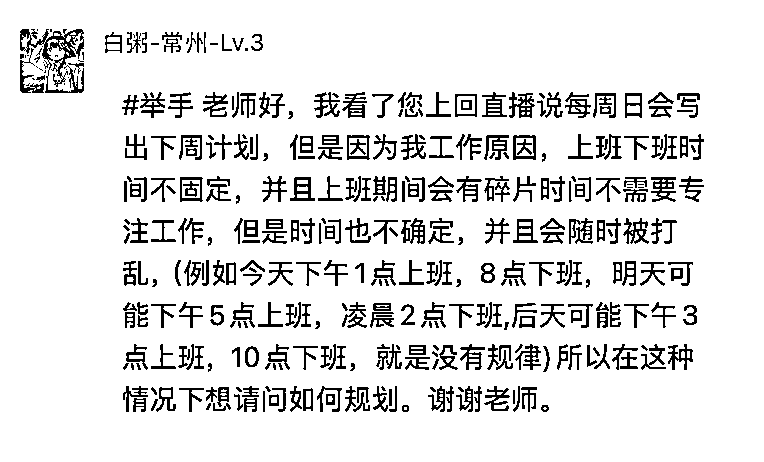 白粥-常州-Lv.3
#举手 老师好，我看了您上回直播说每周日会写
出下周计划，但是因为我工作原因，上班下班时
间不固定，并且上班期间会有碎片时间不需要专
注工作，但是时间也不确定，并且会随时被打
乱，(例如今天下午1点上班，8点下班，明天可
能下午5点上班，凌晨2点下班,后天可能下午3
点上班，10点下班，就是没有规律)所以在这种
情况下想请问如何规划。谢谢老师。